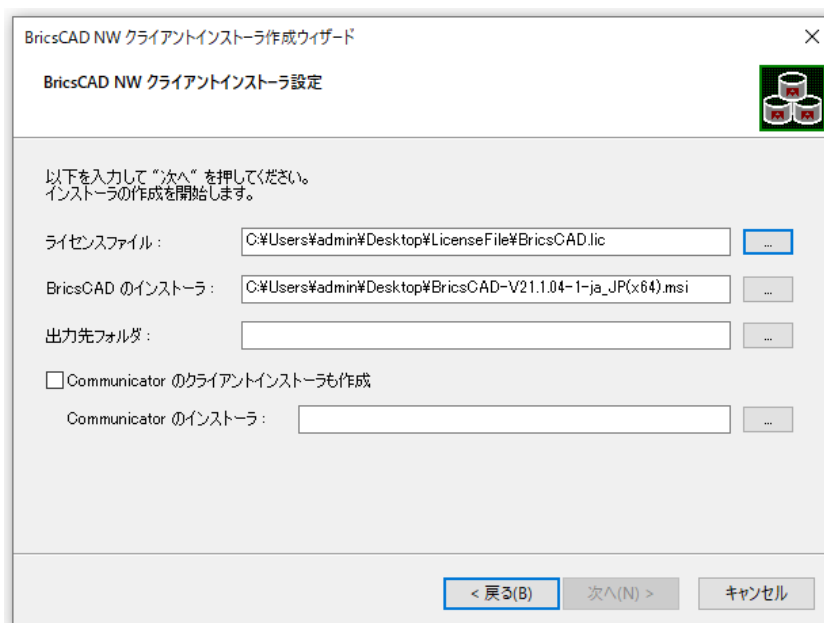 BricsCAD NW クライアントインストーラ作成ウィザード
BricsCAD NW クライアントインストーラ設定
以下を入力して “次へ“ を押してください。
インストーラの作成を開始します。
ライセンスファイル : C:¥Users¥admin¥Desktop¥LicenseFile¥BricsCAD.lic ...
BricsCAD のインストーラ : C:¥Users¥admin¥Desktop¥BricsCAD-V21.1.04-1-ja_JP(x64).msi ...
出力先フォルダ : ...
Communicator のクライアントインストーラも作成
Communicator のインストーラ : ...
< 戻る(B) 次へ(N) > キャンセル